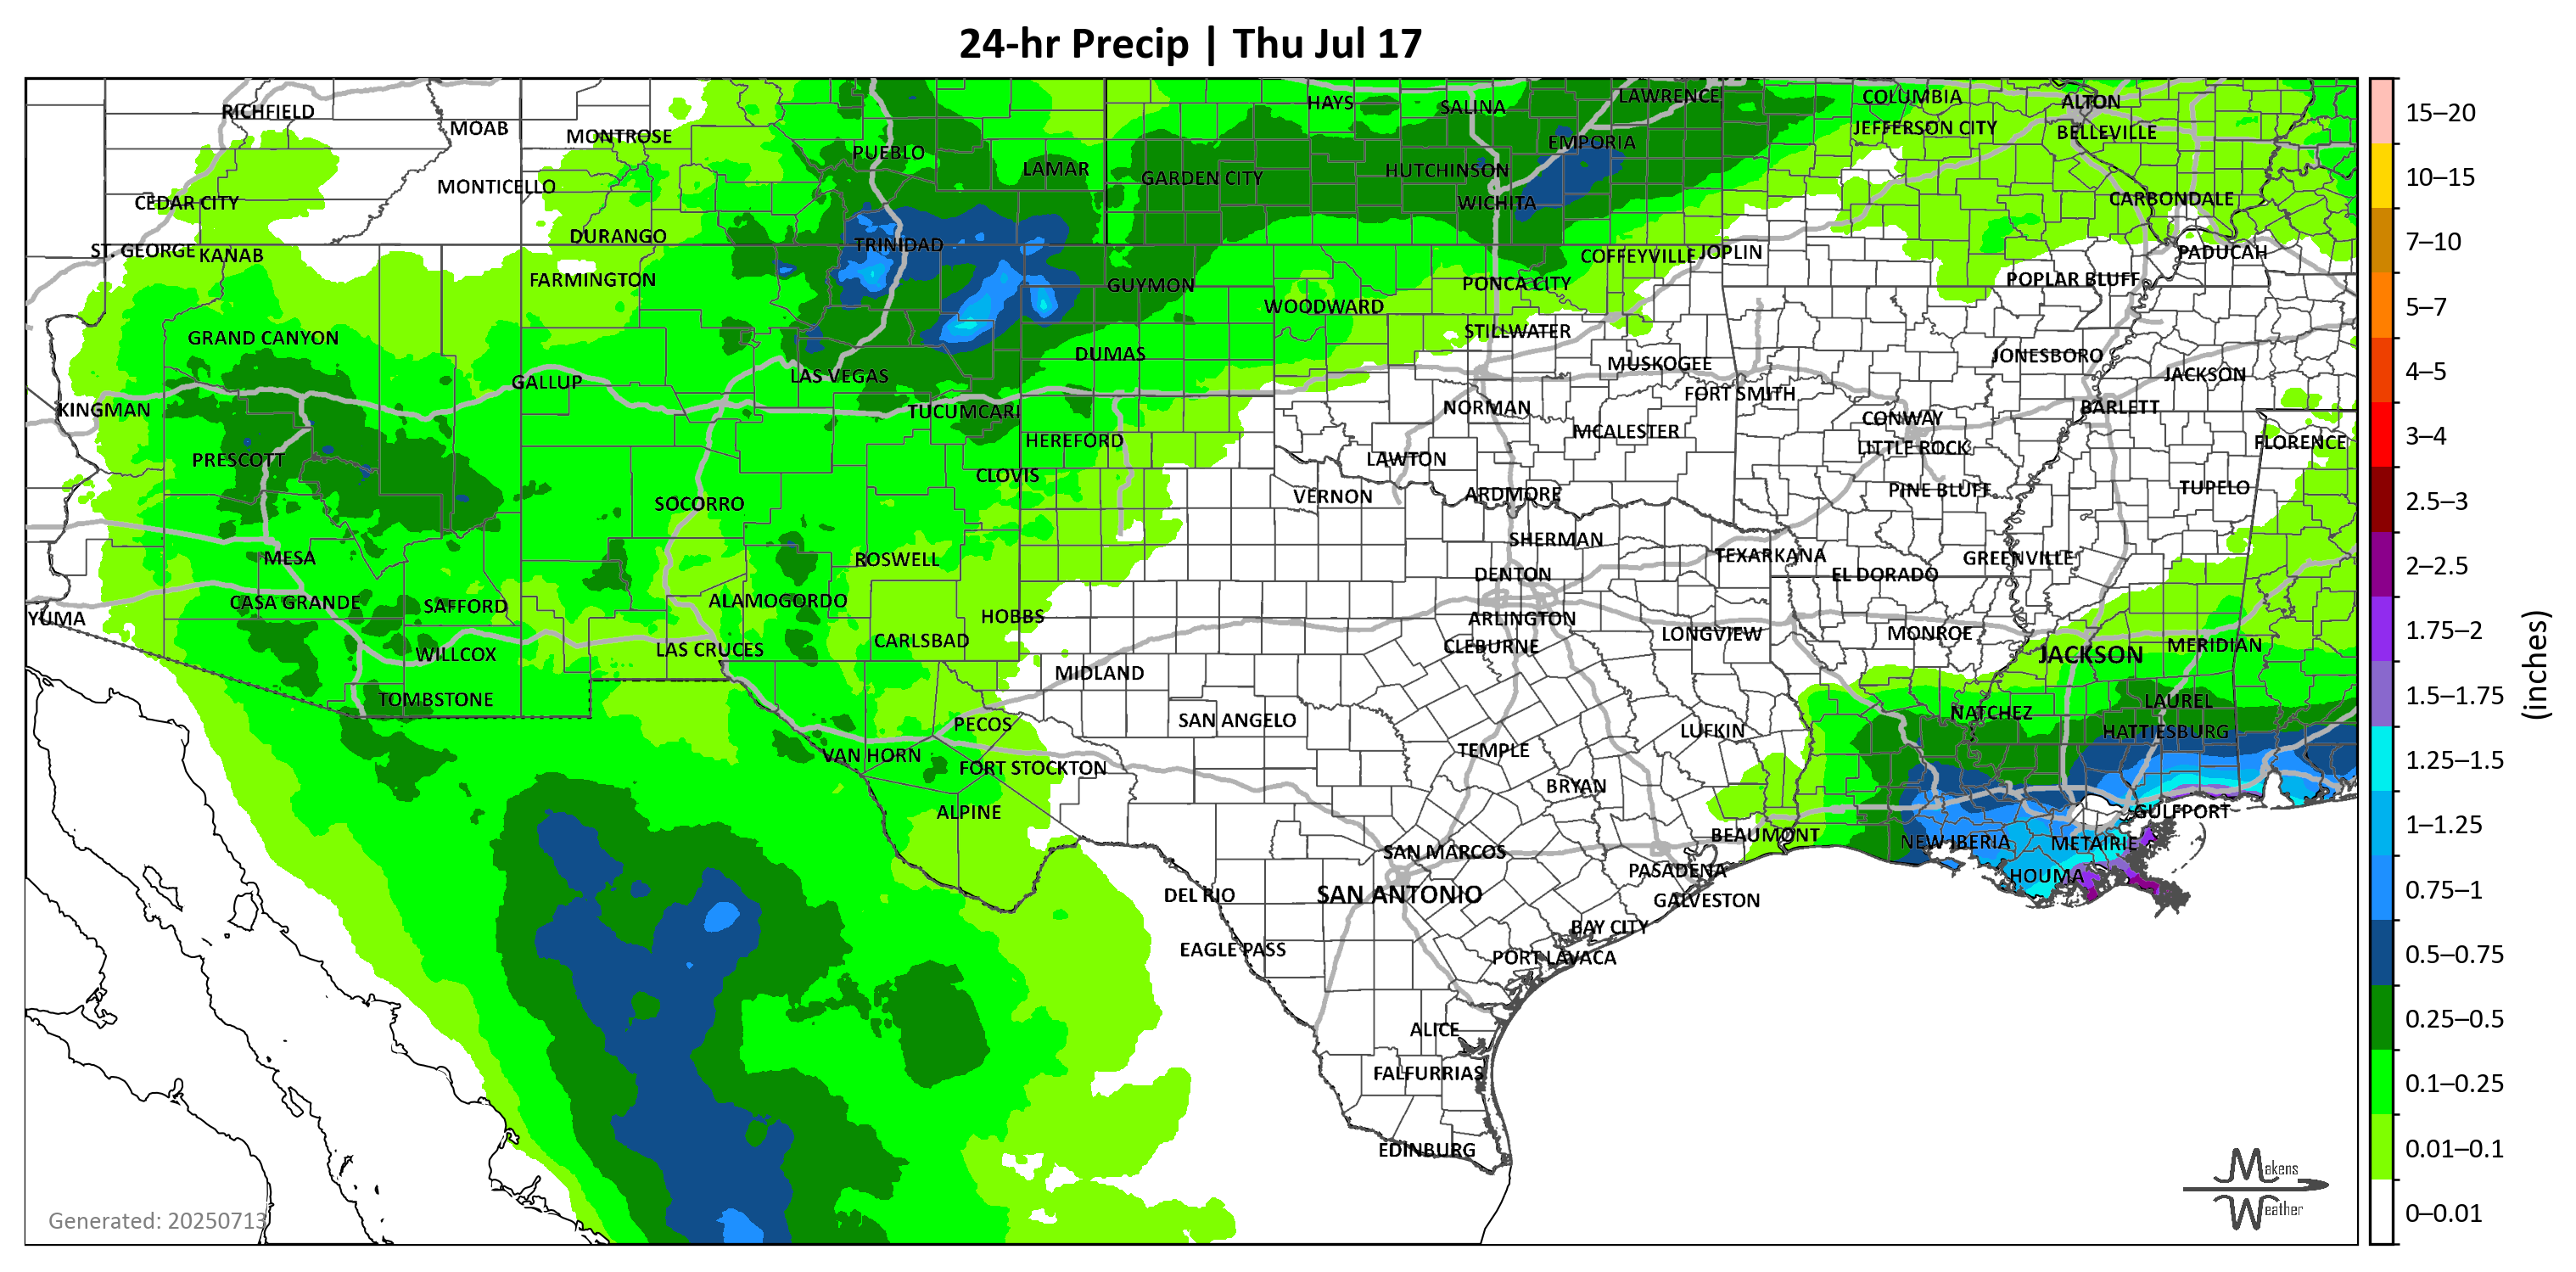 24-hr Precip | Thu Jul 17
RICHFIELD
MOAB
MONTROSE
PUEBLO
LAMAR
HAYS
SALINA
LAWRENCE
COLUMBIA
ALTON
JEFFERSON CITY
BELLEVILLE
EMPORIA
HUTCHINSON
GARDEN CITY
MONTICELLO
CEDAR CITY
WICHITA
CARBONDALE
DURANGO
TRINIDAD
ST. GEORGE
KANAB
COFFEYVILLE
JOPLIN
PADUCAH
FARMINGTON
GUYMON
PONCA CITY
POPLAR BLUFF
WOODWARD
GRAND CANYON
STILLWATER
DUMAS
MUSKOGEE
JONESBORO
GALLUP
LAS VEGAS
FORT SMITH
JACKSON
KINGMAN
TUCUMCARI
NORMAN
CONWAY
BARLETT
HEREFORD
MCALESTER
LITTLE ROCK
FLORENCE
PRESCOTT
CLOVIS
LAWTON
SOCORRO
VERNON
ARDMORE
PINE BLUFF
TUPELO
MESA
ROSWELL
SHERMAN
TEXARKANA
GREENVILLE
DENTON
EL DORADO
CASA GRANDE
SAFFORD
ALAMOGORDO
HOBBS
ARLINGTON
YUMA
WILLCOX
LAS CRUCES
CARLSBAD
CLEBURNE
LONGVIEW
MONROE
JACKSON
MERIDIAN
MIDLAND
TOMBSTONE
PECOS
SAN ANGELO
LUFKIN
NATCHEZ
LAUREL
HATTIESBURG
VAN HORN
FORT STOCKTON
TEMPLE
BRYAN
ALPINE
GULFPORT
BEAUMONT
NEW IBERIA
METAIRIE
SAN MARCOS
PASADENA
HOUMA
DEL RIO
SAN ANTONIO
GALVESTON
BAY CITY
EAGLE PASS
PORT LAVACA
ALICE
FALFURRIAS
EDINBURG
Generated: 20250713
Makens
Weather
15–20
10–15
7–10
5–7
4–5
3–4
2.5–3
2–2.5
1.75–2
1.5–1.75
1.25–1.5
1–1.25
0.75–1
0.5–0.75
0.25–0.5
0.1–0.25
0.01–0.1
0–0.01
(inches)